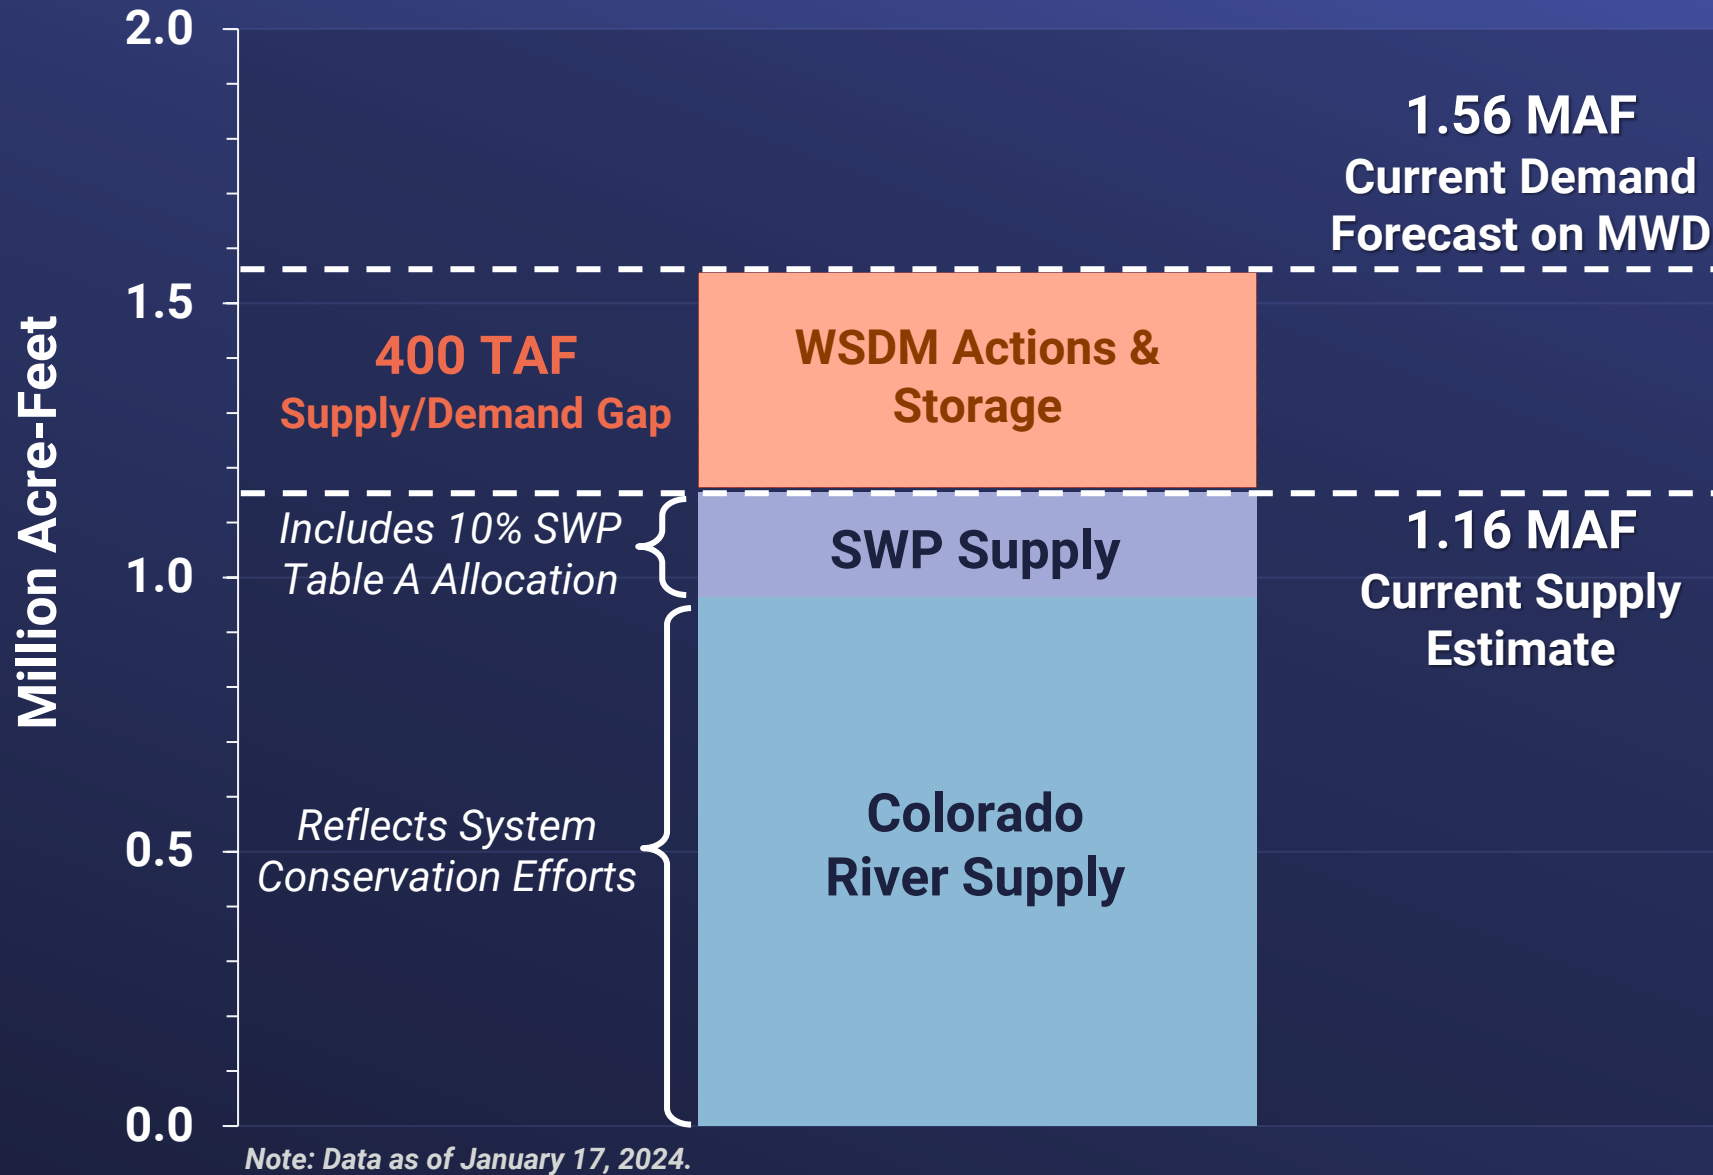 2.0
1.5
1.0
0.5
0.0
Million Acre-Feet
400 TAF
Supply/Demand Gap
Includes 10% SWP
Table A Allocation
Reflects System
Conservation Efforts
WSDM Actions &
Storage
SWP Supply
Colorado
River Supply
1.56 MAF
Current Demand
Forecast on MWD
1.16 MAF
Current Supply
Estimate
Note: Data as of January 17, 2024.